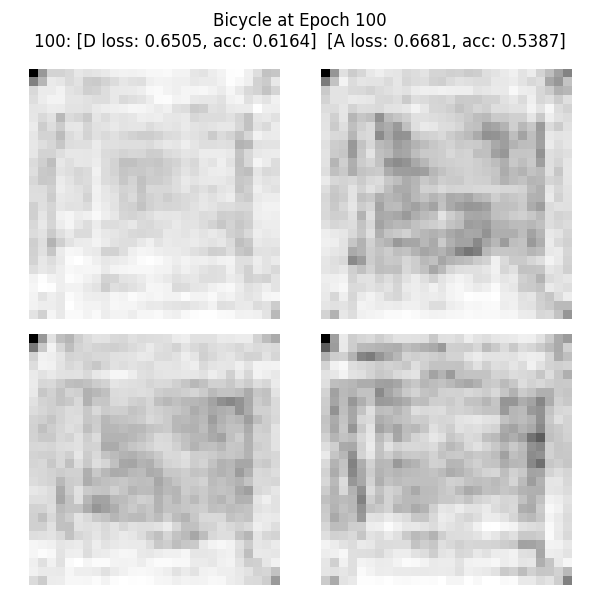 Bicycle at Epoch 100
100: [D loss: 0.6505, acc: 0.6164]  [A loss: 0.6681, acc: 0.5387]